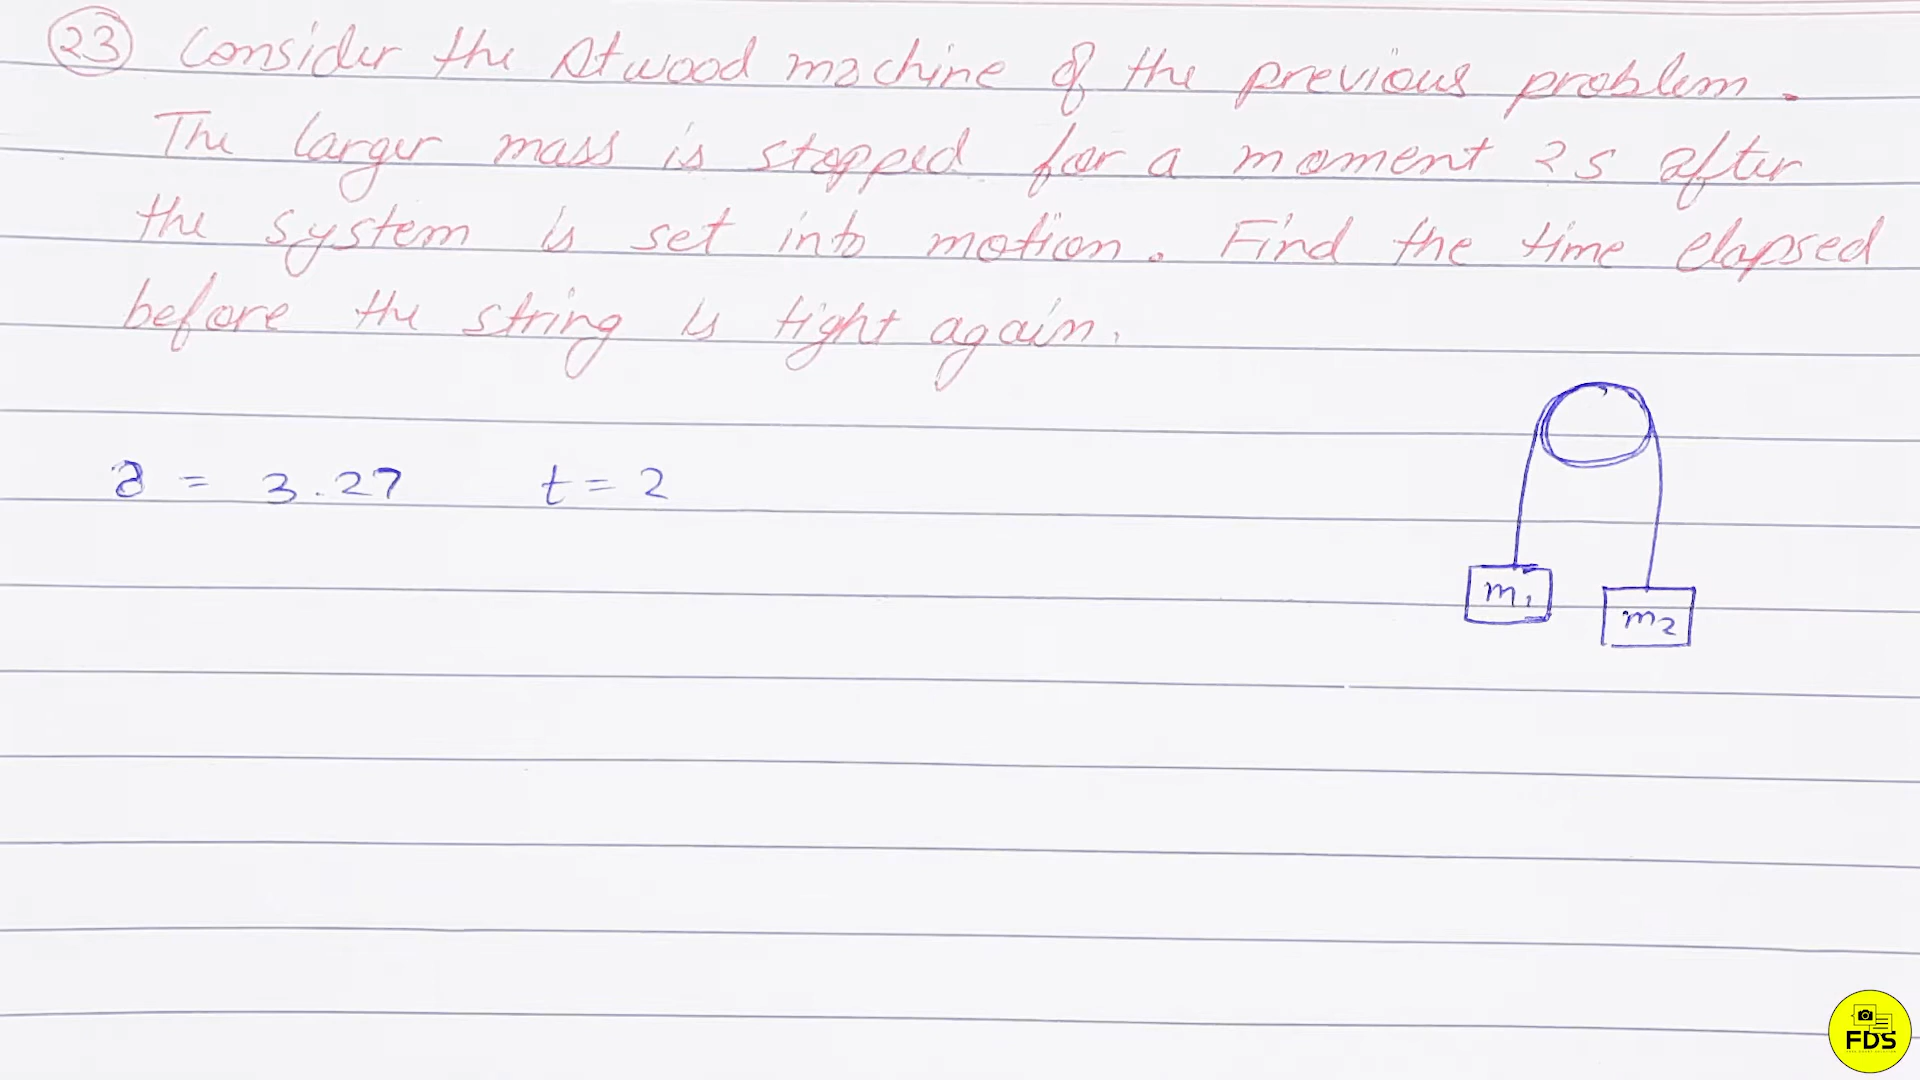 23 Consider the Atwood machine of the previous problem.
The larger mass is stopped for a moment 2s after
the system is set into motion. Find the time elapsed
before the string is tight again.
a = 3.27 t = 2
m1
m2
FDS